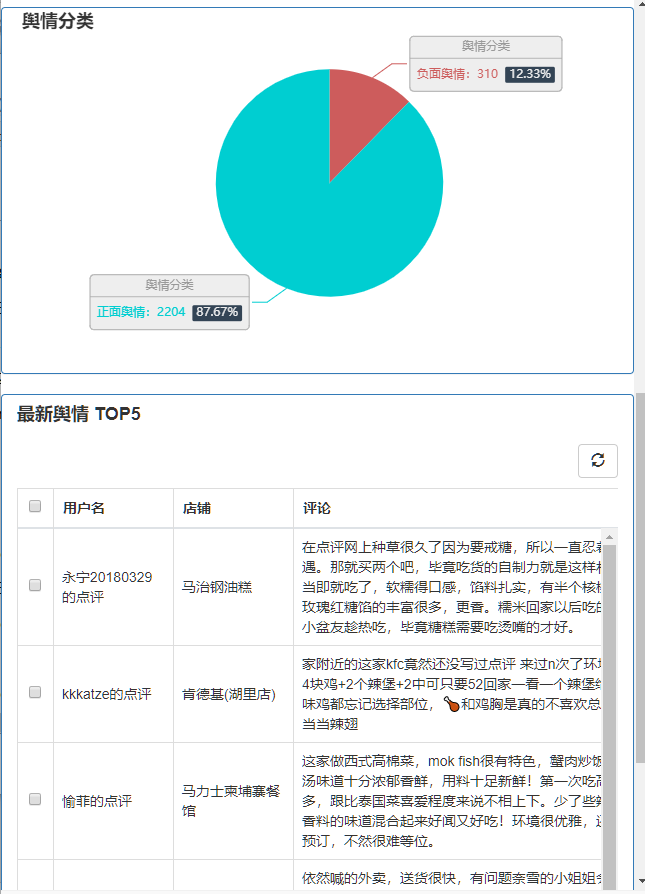 舆情分类
舆情分类
负面舆情：310 12.33%
舆情分类
正面舆情：2204 87.67%
最新舆情 TOP5
用户名 店铺 评论
永宁20180329的点评
马治钢油糕
在点评网上种草很久了因为要戒糖，所以一直忍着
遇。那就买两个吧，毕竟吃货的自制力就是这样
当即就吃了，软糯得口感，馅料扎实，有半个核
玫瑰红糖馅的丰富很多，更香。糯米回家以后吃的
小盆友趁热吃，毕竟糖糕需要吃烫嘴的才好。
kkkatze的点评
肯德基(湖里店)
家附近的这家kfc竟然还没写过点评 来过n次了环
4块鸡+2个辣堡+2中可只要52回家一看一个辣堡
味鸡都忘记选择部位，🍗和鸡胸是真的不喜欢总
当当辣翅
愉菲的点评
马力士柬埔寨餐
馆
这家做西式高棉菜，mok fish很有特色，蟹肉炒饭
汤味道十分浓郁香鲜，用料十足新鲜！第一次吃高
多，跟比泰国菜喜爱程度来说不相上下。少了些
香料的味道混合起来好闻又好吃！环境很优雅，还
预订，不然很难等位。
依然喊的外卖，送货很快，有问题奈雪的小姐姐